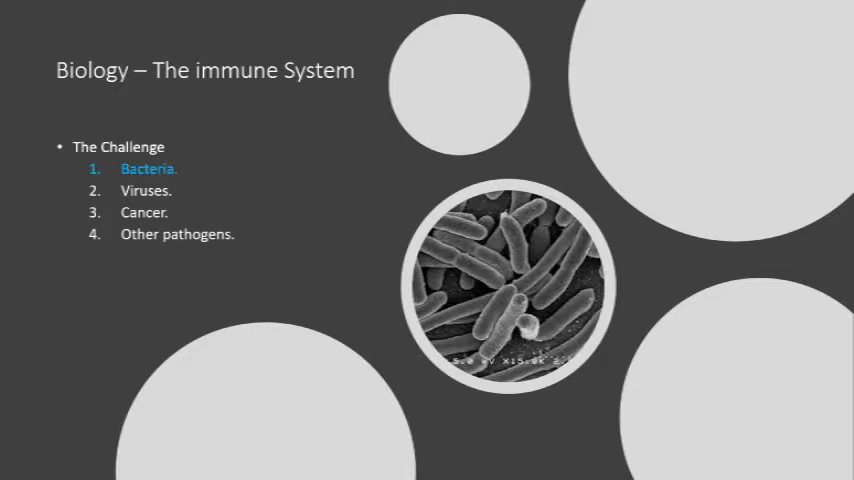 Biology – The immune System
• The Challenge
1. Bacteria.
2. Viruses.
3. Cancer.
4. Other pathogens.